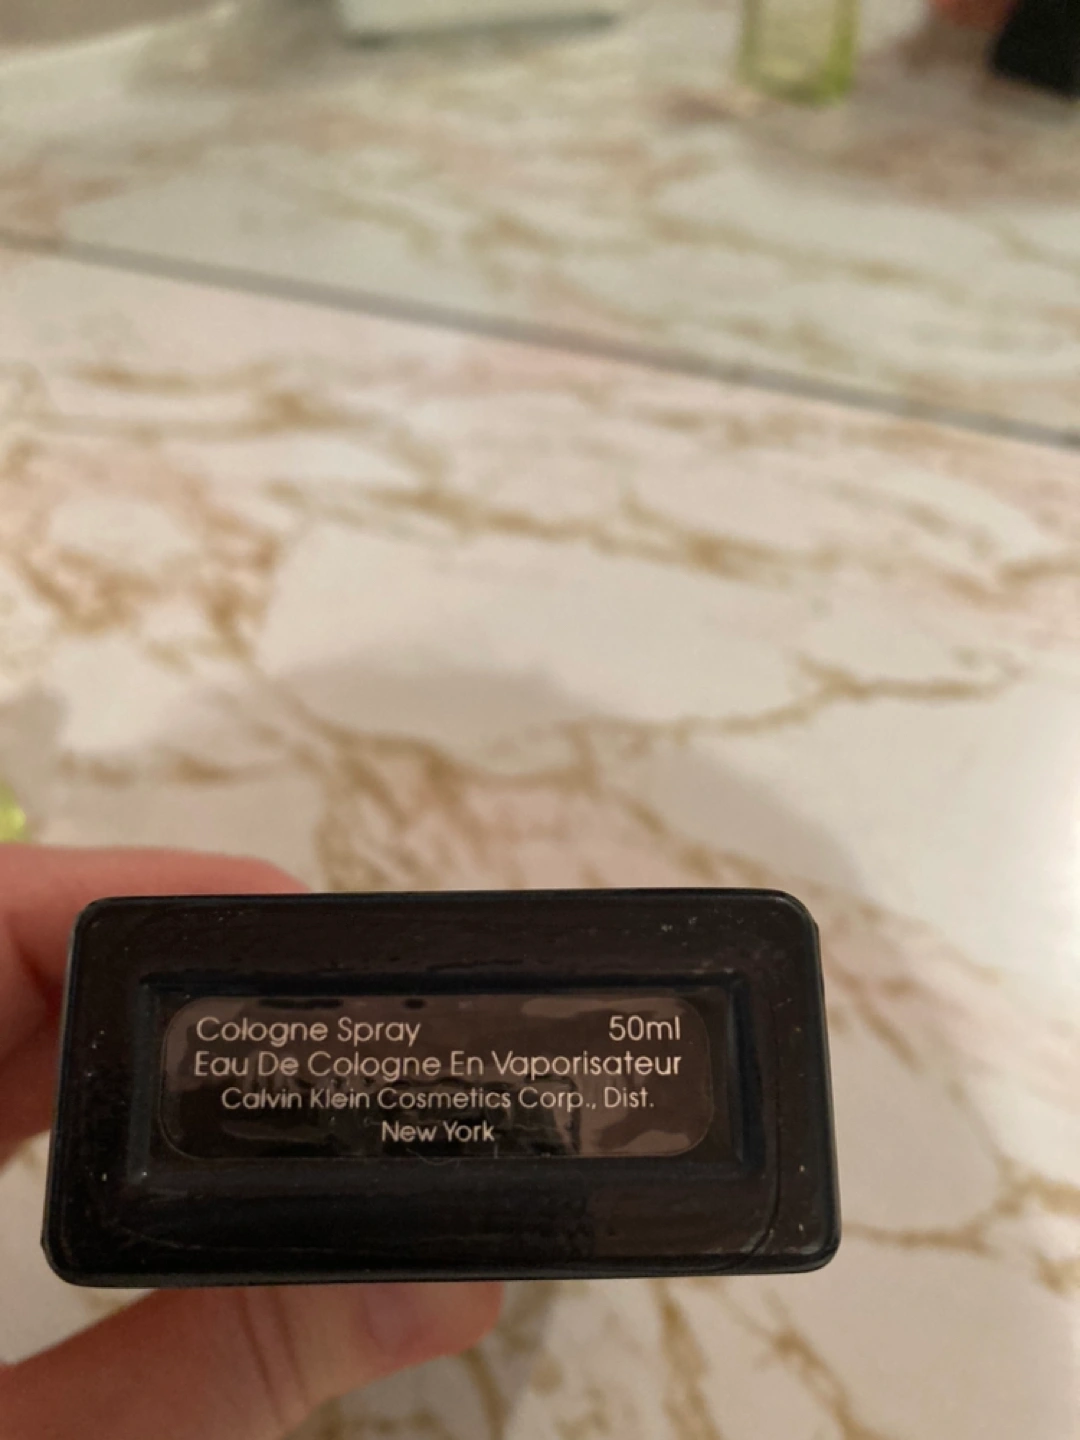 Cologne Spray 50ml
Eau De Cologne En Vaporisateur
Calvin Klein Cosmetics Corp., Dist.
New York